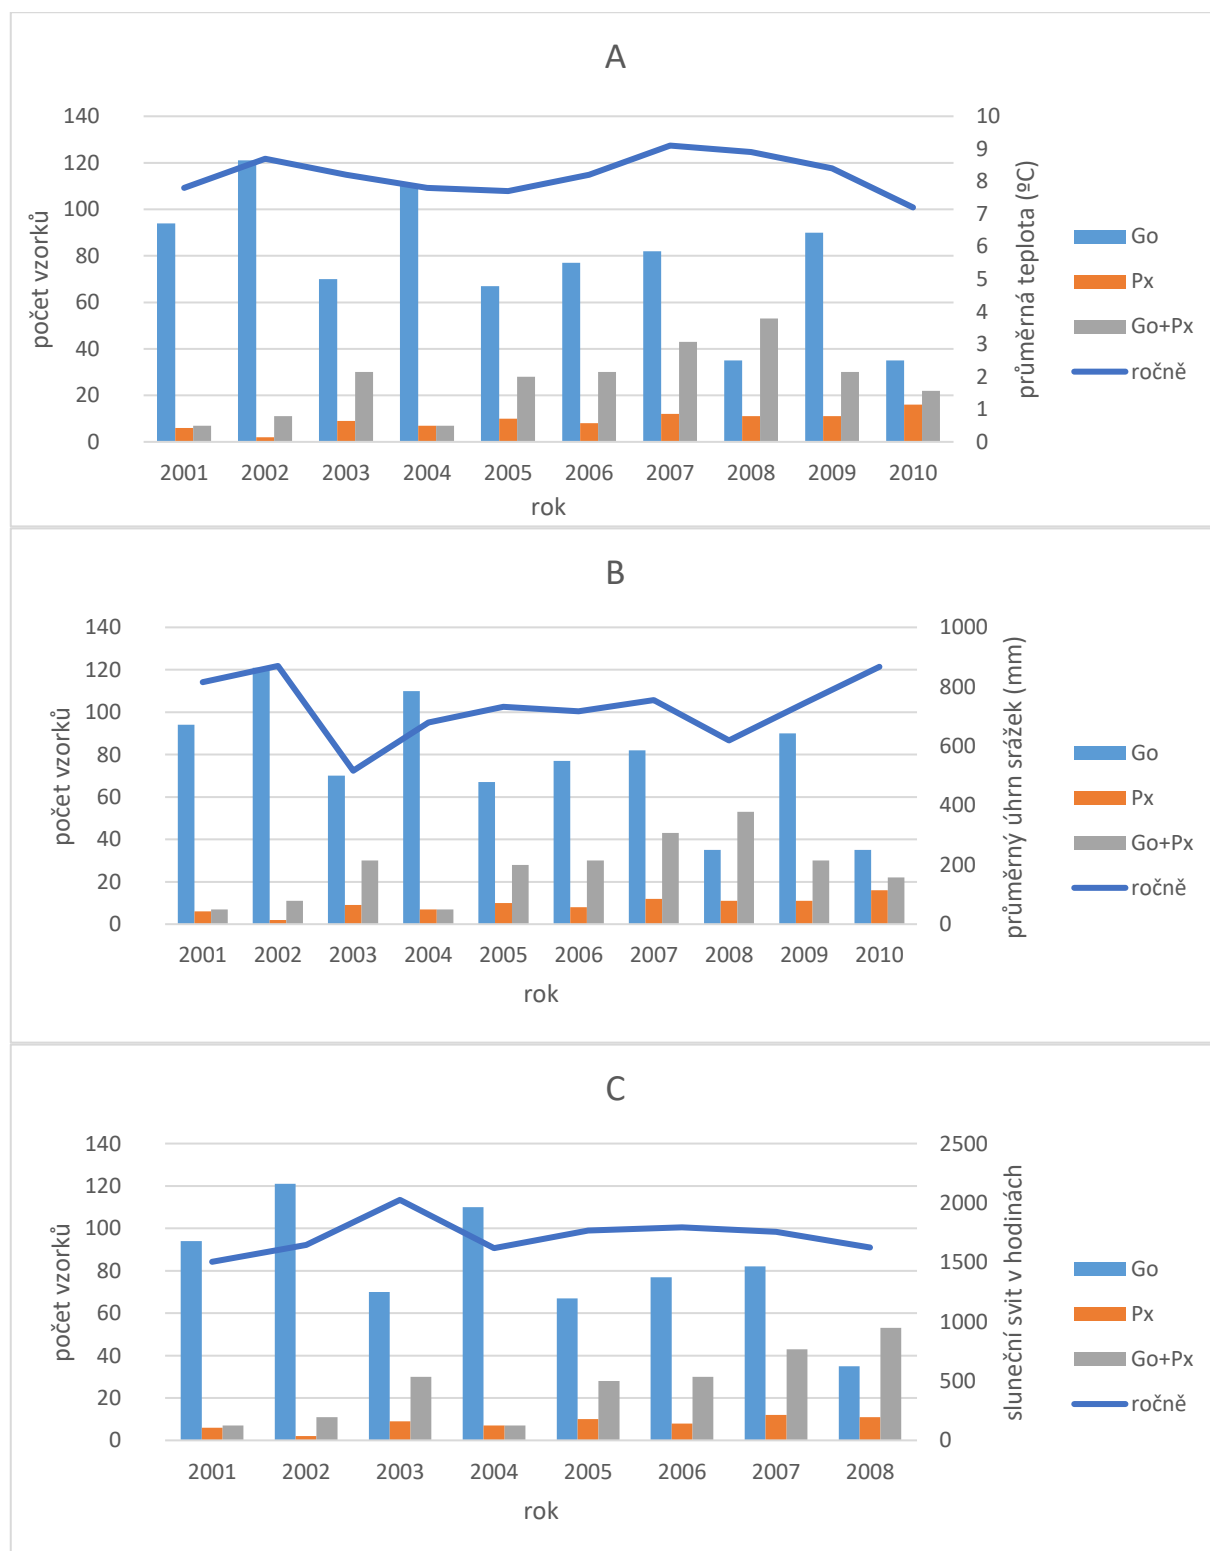 A
140
120
100
80
60
40
20
0
počet vzorků
10
9
8
7
6
5
4
3
2
1
0
průměrná teplota (ºC)
2001 2002 2003 2004 2005 2006 2007 2008 2009 2010
rok
Go
Px
Go+Px
ročně
B
140
120
100
80
60
40
20
0
počet vzorků
1000
800
600
400
200
0
průměrný úhrn srážek (mm)
2001 2002 2003 2004 2005 2006 2007 2008 2009 2010
rok
Go
Px
Go+Px
ročně
C
140
120
100
80
60
40
20
0
počet vzorků
2500
2000
1500
1000
500
0
sluneční svit v hodinách
2001 2002 2003 2004 2005 2006 2007 2008
rok
Go
Px
Go+Px
ročně